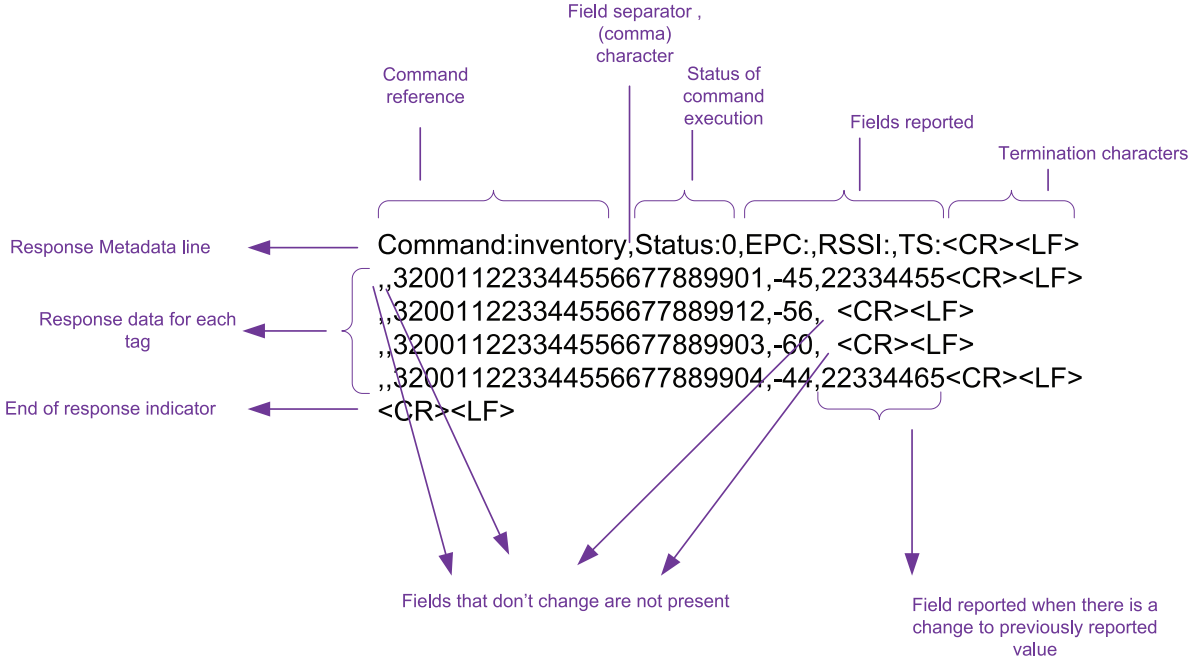 Field separator ,
(comma)
character
Command
reference
Status of
command
execution
Fields reported
Termination characters
Response Metadata line
Command:inventory,Status:0,EPC:,RSSI:,TS:<CR><LF>
,,320011223344556677889901,-45,22334455<CR><LF>
Response data for each
tag
,,320011223344556677889912,-56, <CR><LF>
,,320011223344556677889903,-60, <CR><LF>
,,320011223344556677889904,-44,22334465<CR><LF>
End of response indicator
<CR><LF>
Fields that don't change are not present
Field reported when there is a
change to previously reported
value